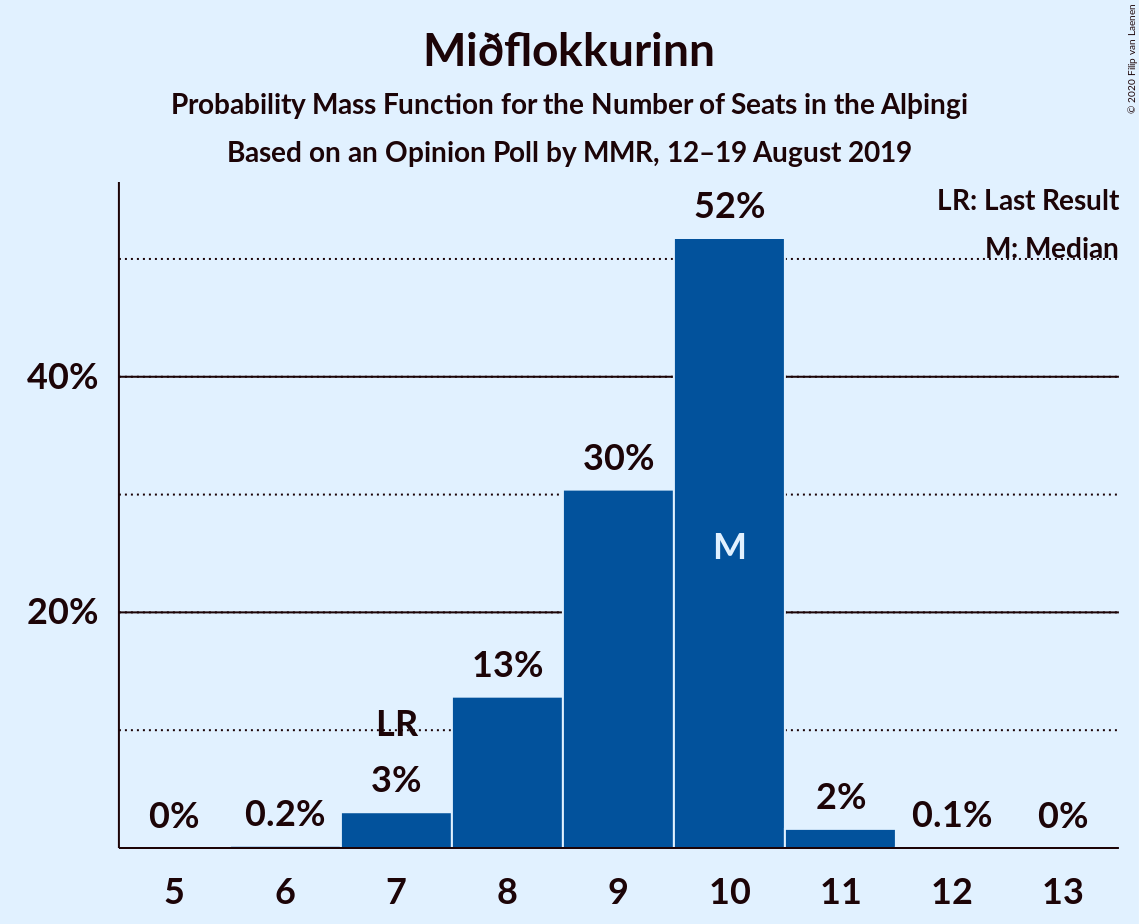 Miðflokkurinn
Probability Mass Function for the Number of Seats in the Alþingi
Based on an Opinion Poll by MMR, 12–19 August 2019
© 2020 Filip van Laenen
LR: Last Result
M: Median
52%
40%
30%
M
20%
13%
LR
3%
0% 0.2% 2% 0.1% 0%
5 6 7 8 9 10 11 12 13